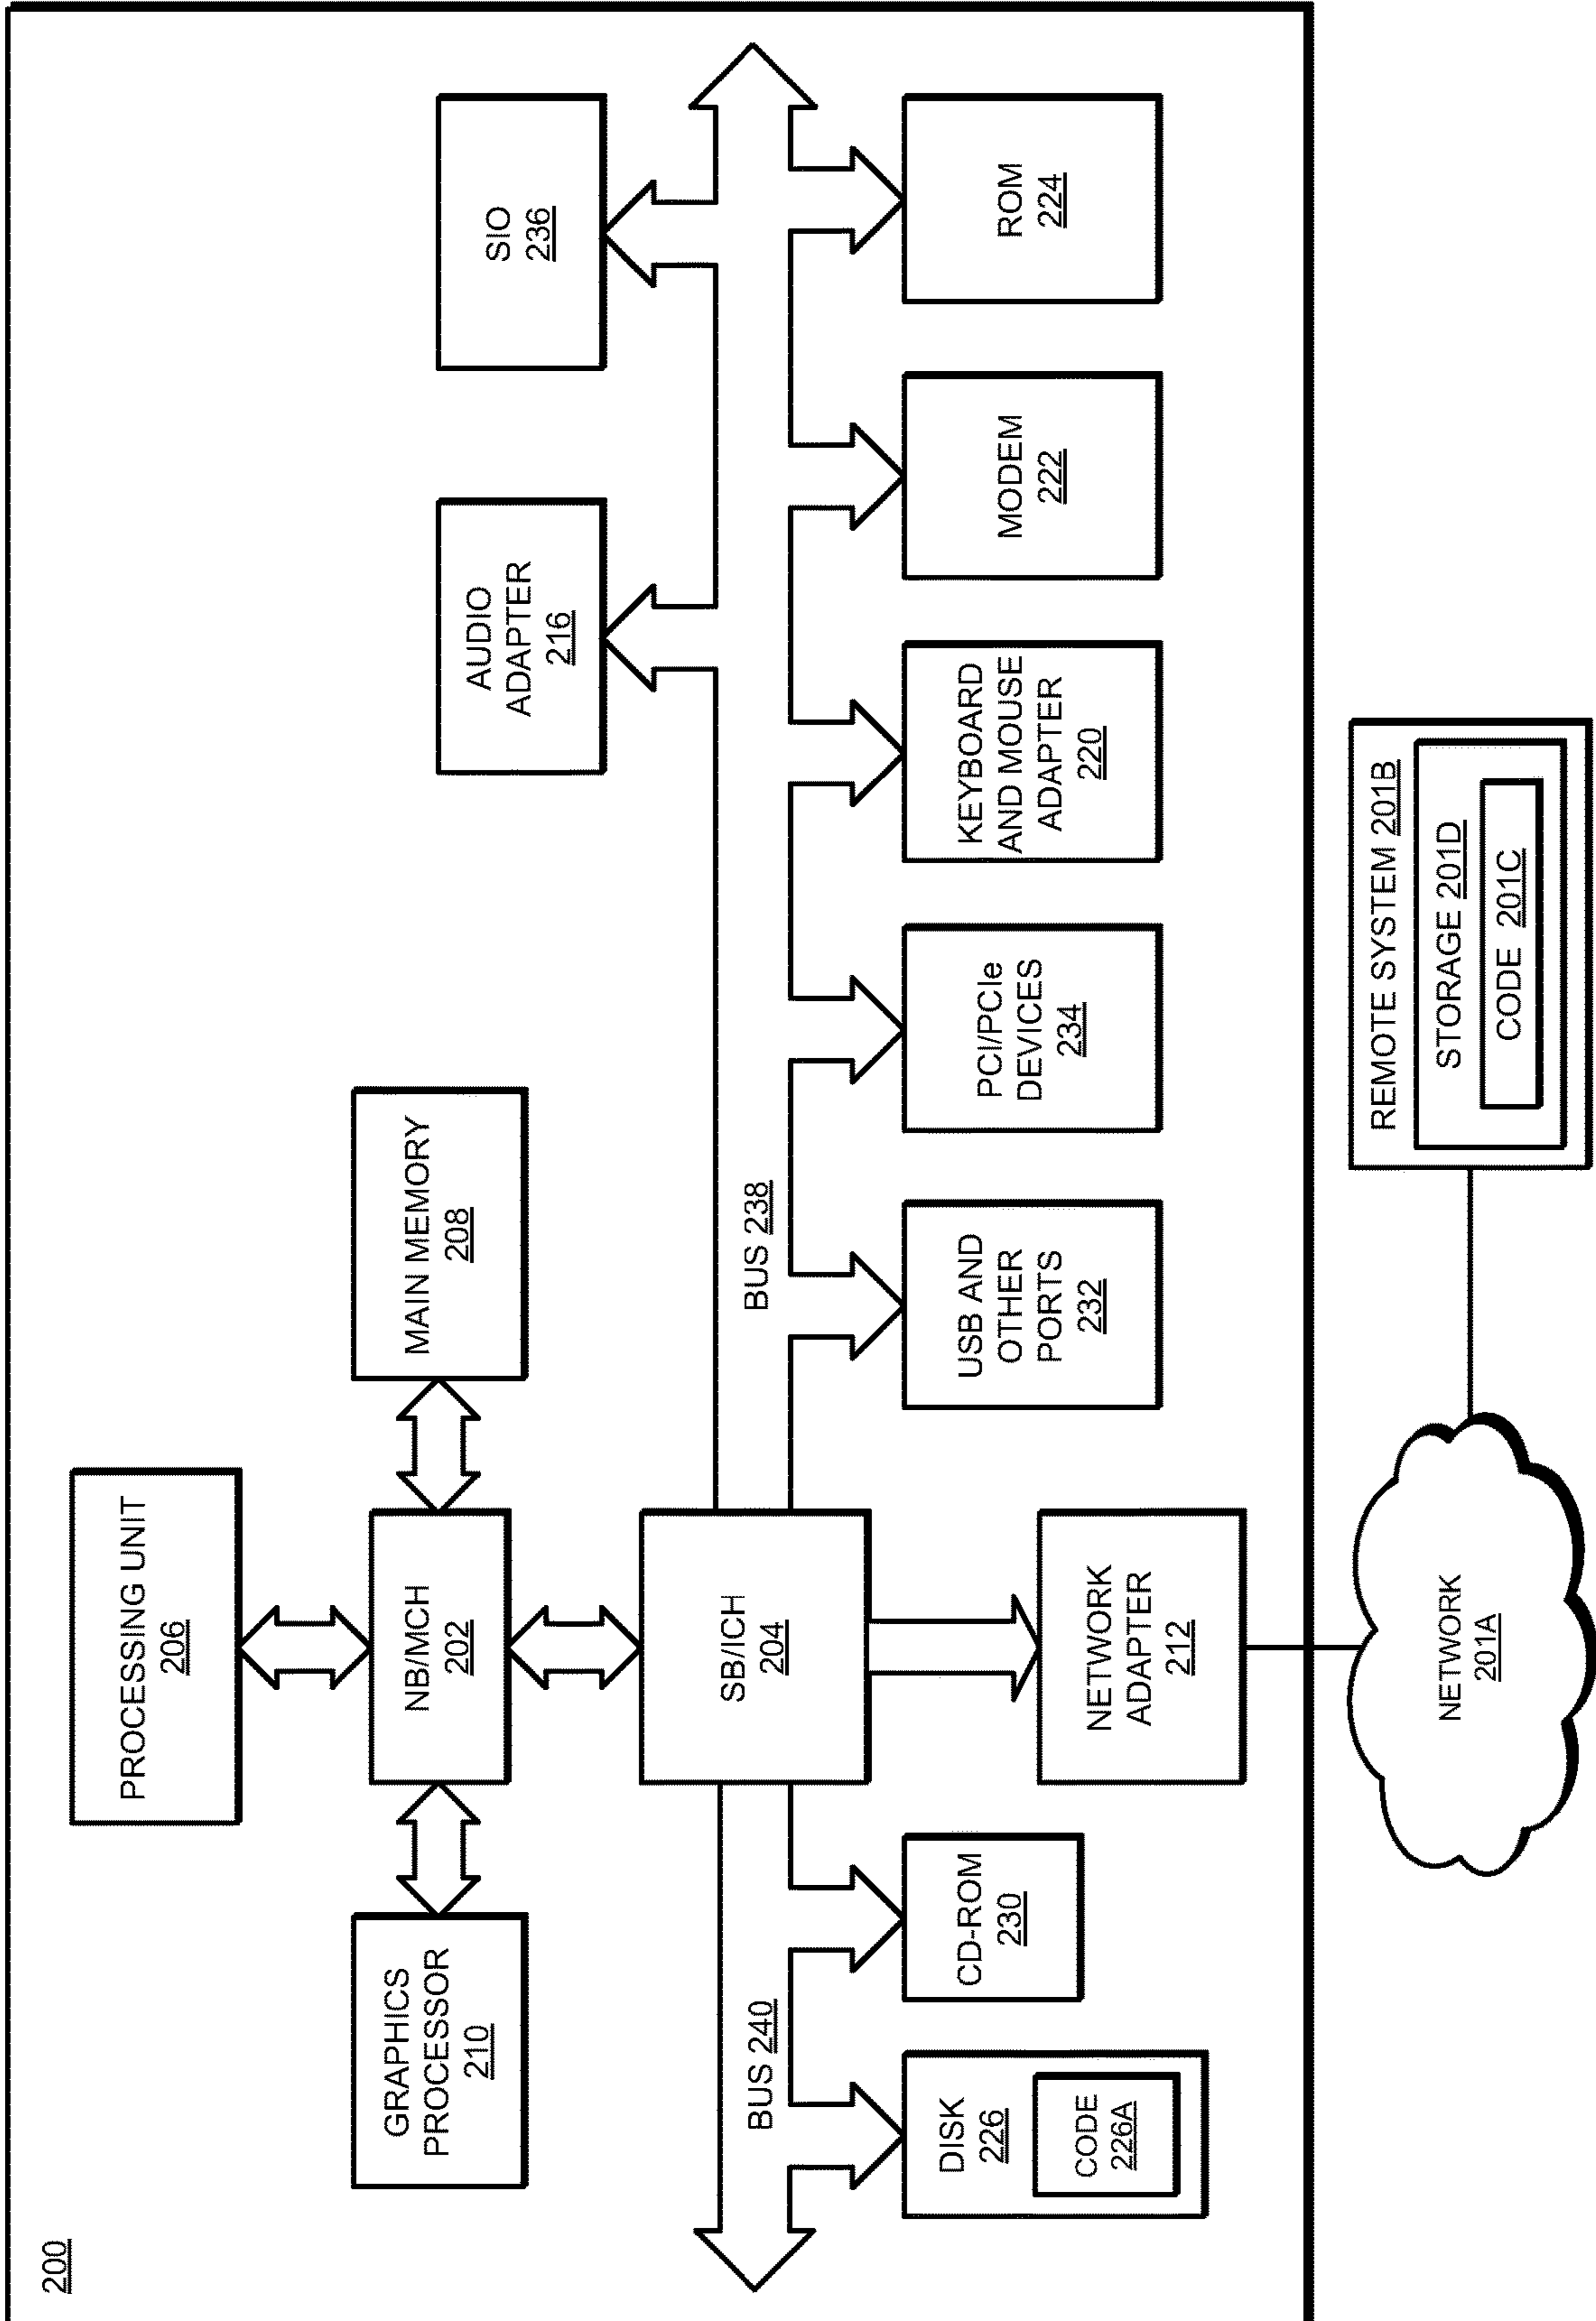 200
PROCESSING UNIT
206
GRAPHICS
PROCESSOR
210
NB/MCH
202
MAIN MEMORY
208
AUDIO
ADAPTER
216
SIO
236
SB/ICH
204
BUS 240
BUS 238
DISK
226
CODE
226A
CD-ROM
230
USB AND
OTHER
PORTS
232
PCI/PCIe
DEVICES
234
KEYBOARD
AND MOUSE
ADAPTER
220
MODEM
222
ROM
224
NETWORK
ADAPTER
212
NETWORK
201A
REMOTE SYSTEM 201B
STORAGE 201D
CODE 201C